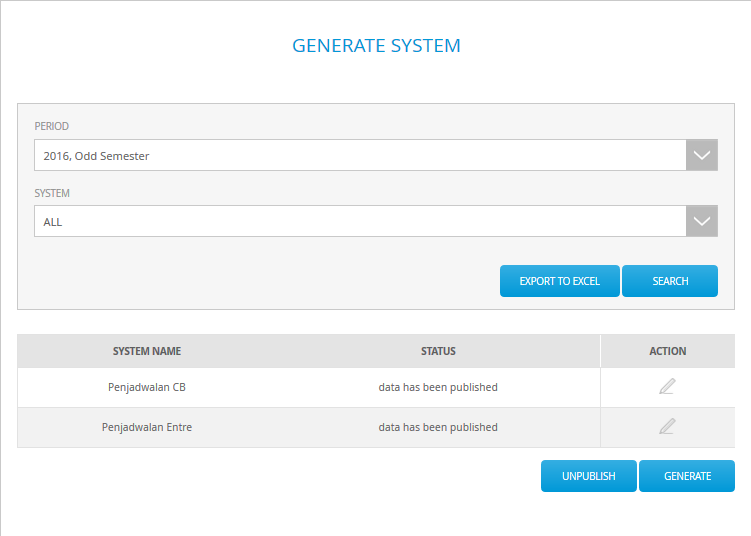 GENERATE SYSTEM
PERIOD
2016, Odd Semester
SYSTEM
ALL
EXPORT TO EXCEL SEARCH
SYSTEM NAME STATUS ACTION
Penjadwalan CB data has been published
Penjadwalan Entre data has been published
UNPUBLISH GENERATE